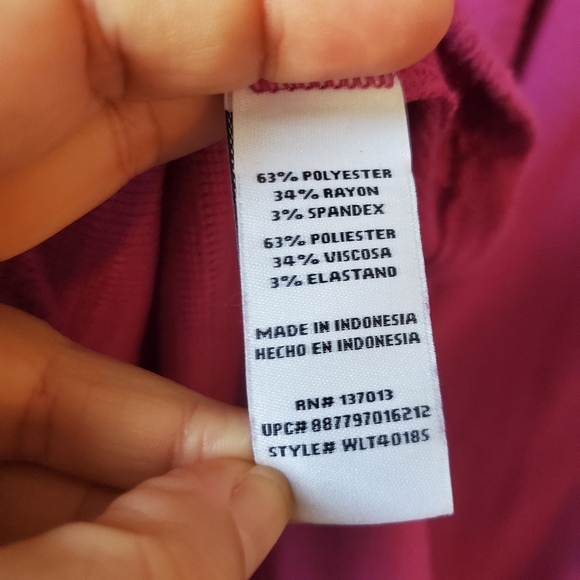 63% POLYESTER
34% RAYON
3% SPANDEX
63% POLIESTER
34% VISCOSA
3% ELASTANO
MADE IN INDONESIA
HECHO EN INDONESIA
RN# 137013
UPC# 887797016212
STYLE# WLT4018S